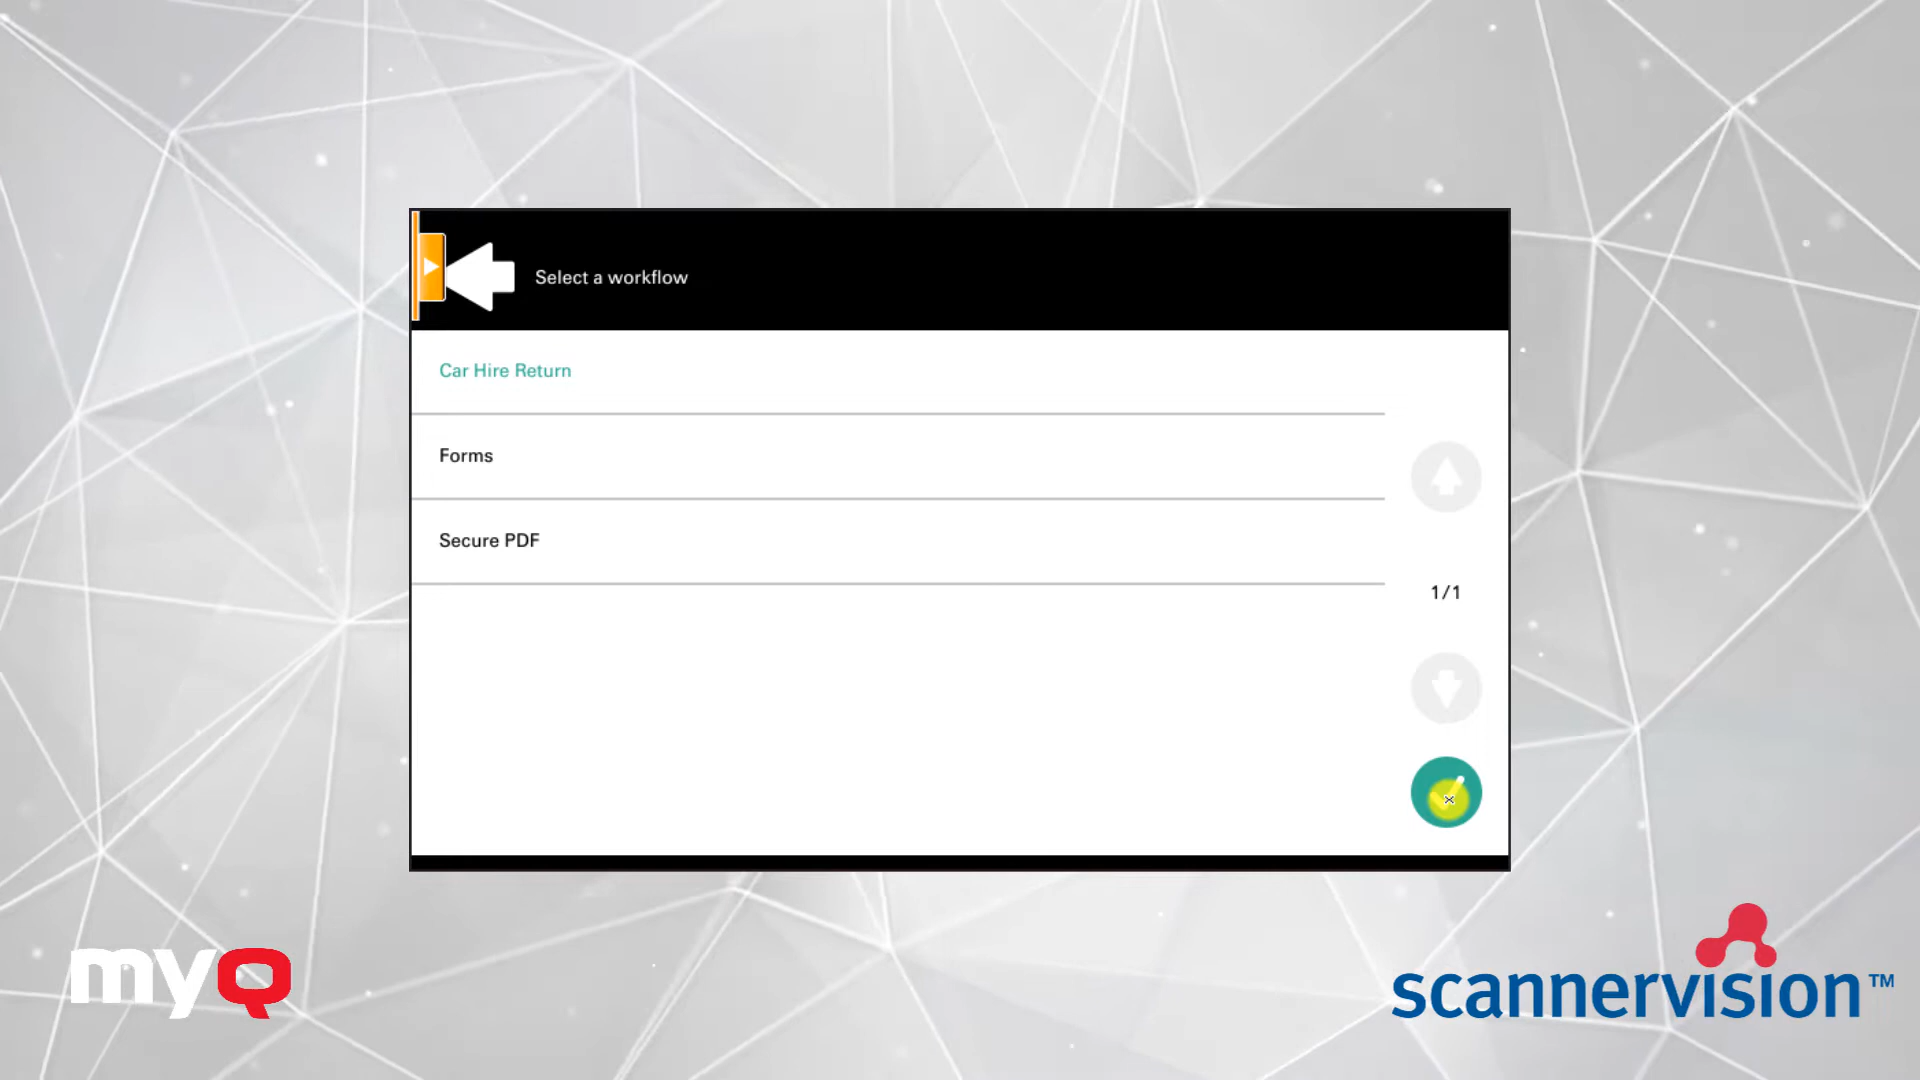 Select a workflow
Car Hire Return
Forms
Secure PDF
1/1
myQ
scannervision™